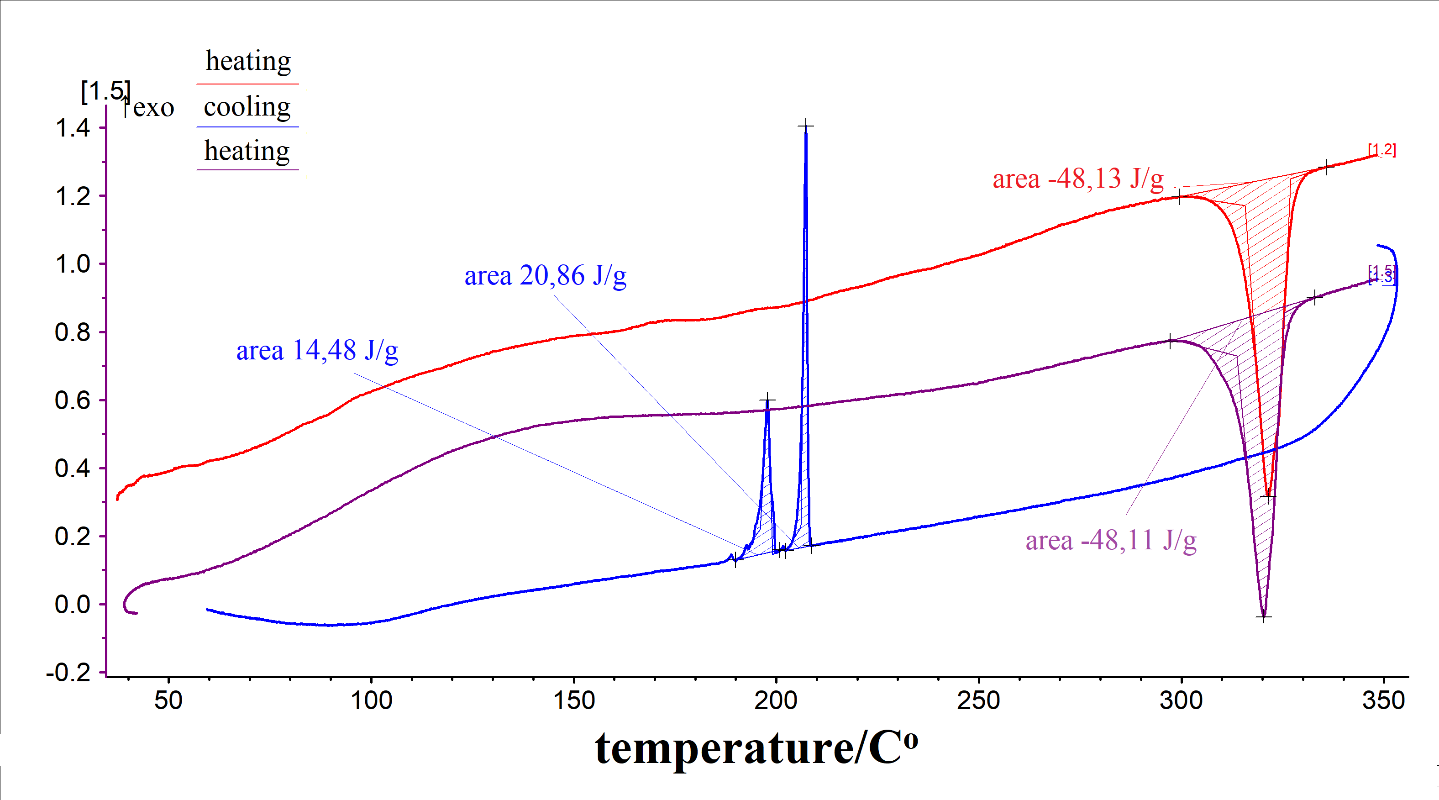 heating
[1.5]
↑exo
cooling
heating
1.4
1.2
1.0
0.8
0.6
0.4
0.2
0.0
-0.2
area -48,13 J/g
[1.2]
area 20,86 J/g
area 14,48 J/g
area -48,11 J/g
50
100
150
200
250
300
350
temperature/Cº